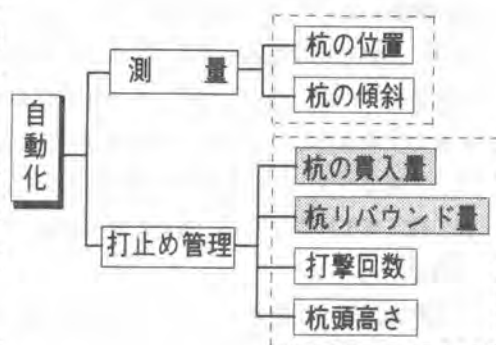 自動化
測量
杭の位置
杭の傾斜
打止め管理
杭の貫入量
杭リバウンド量
打撃回数
杭頭高さ